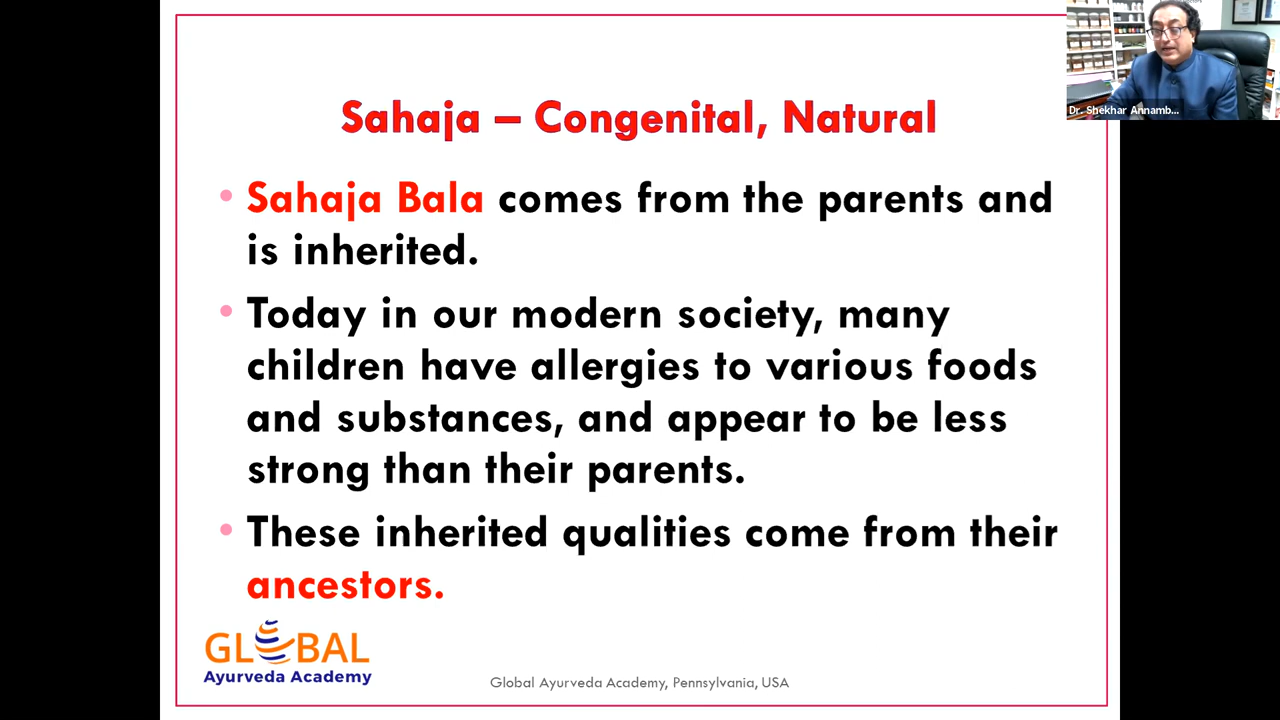 Dr. Shekhar Annamb...
Sahaja – Congenital, Natural
• Sahaja Bala comes from the parents and
is inherited.
• Today in our modern society, many
children have allergies to various foods
and substances, and appear to be less
strong than their parents.
• These inherited qualities come from their
ancestors.
GLOBAL
Ayurveda Academy
Global Ayurveda Academy, Pennsylvania, USA